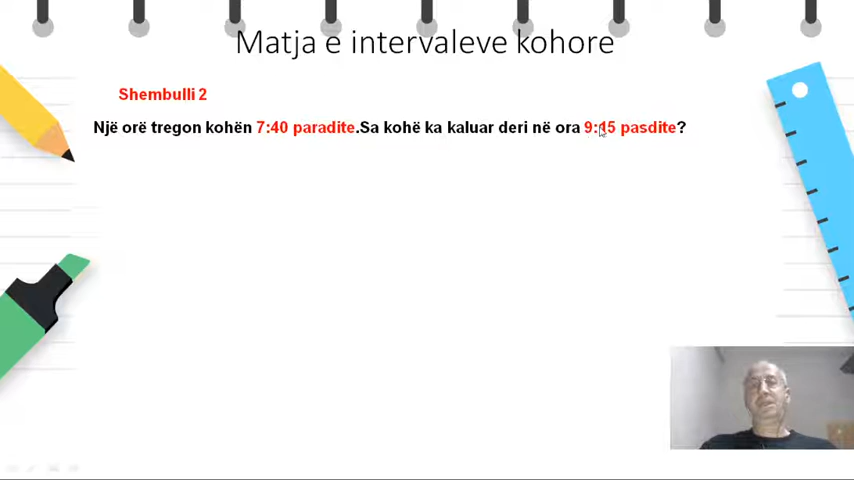 Matja e intervaleve kohore
Shembulli 2
Një orë tregon kohën 7:40 paradite.Sa kohë ka kaluar deri në ora 9:15 pasdite?